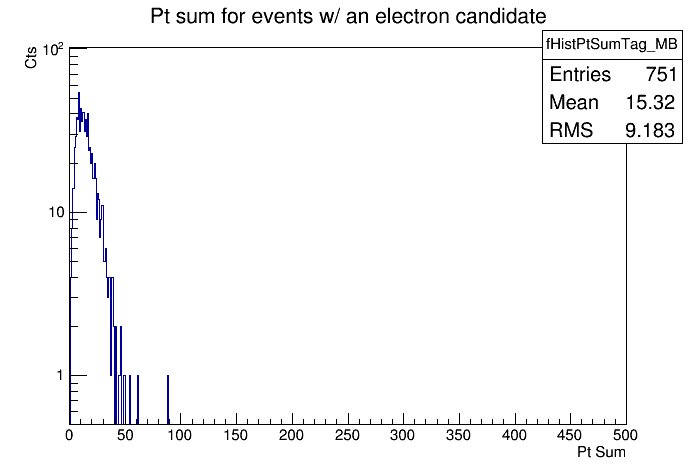 Pt sum for events w/ an electron candidate
fHistPtSumTag_MB
Entries 751
Mean 15.32
RMS 9.183
Cts
10²
10
1
0 50 100 150 200 250 300 350 400 450 500
Pt Sum